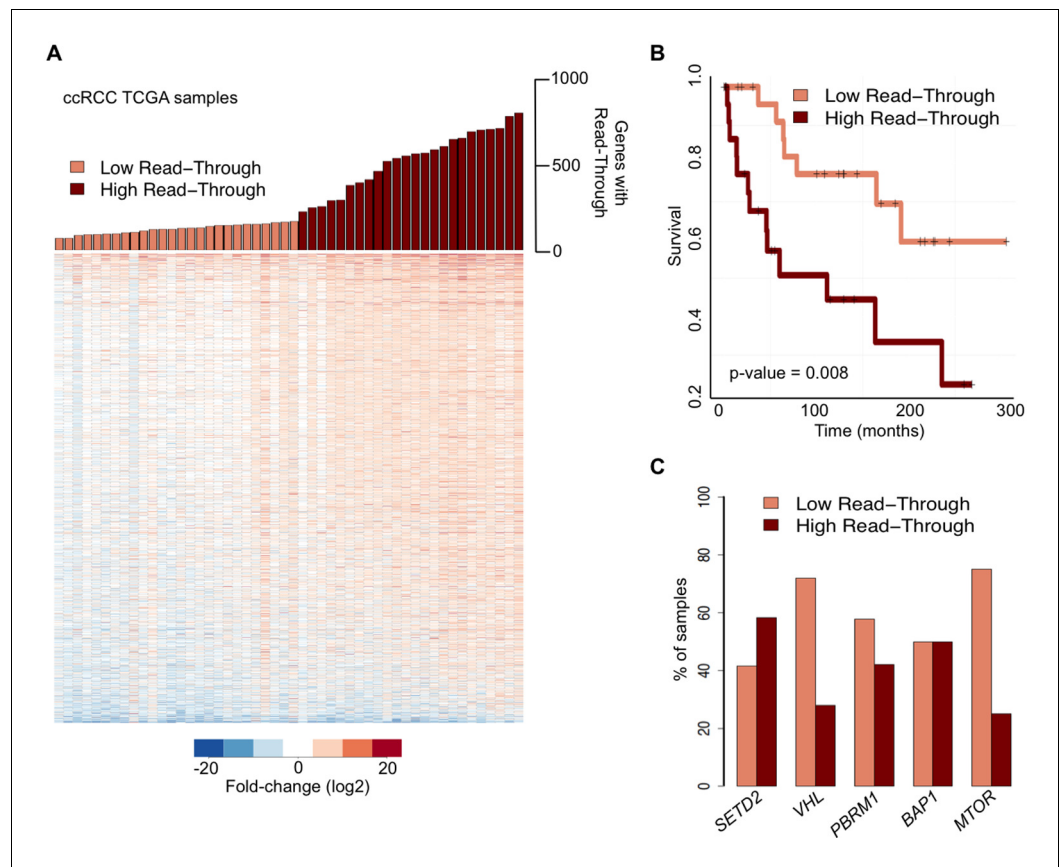 A
ccRCC TCGA samples
Low Read−Through
High Read−Through
1000
500
0
Genes with
Read-Through
-20
0
20
Fold-change (log2)
B
Low Read−Through
High Read−Through
1.0
0.8
0.6
0.4
0.2
Survival
p-value = 0.008
0
100
200
300
Time (months)
C
Low Read−Through
High Read−Through
100
80
60
40
20
0
% of samples
SETD2
VHL
PBRM1
BAP1
MTOR